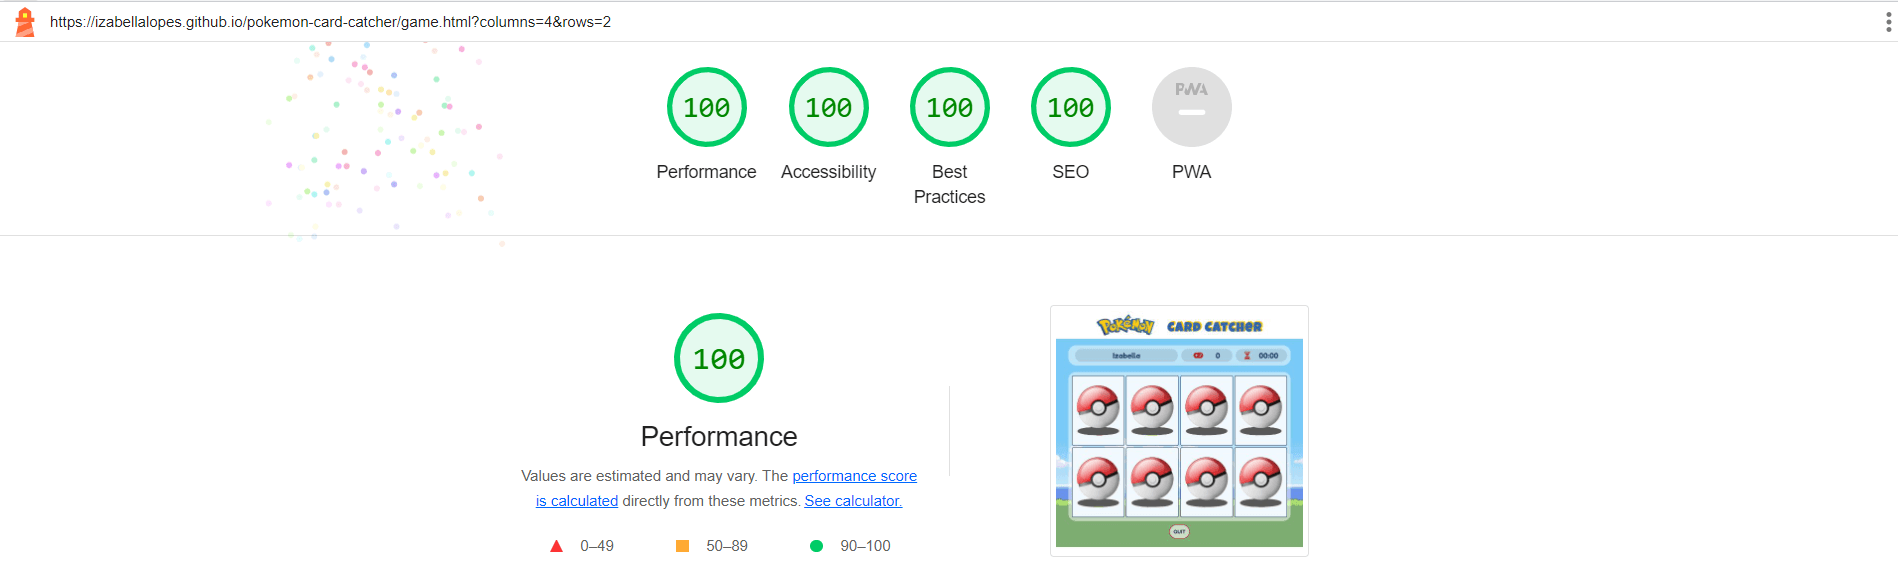 https://izabellalopes.github.io/pokemon-card-catcher/game.html?columns=4&rows=2
100 100 100 100 PWA
Performance Accessibility Best Practices SEO PWA
100
Performance
Values are estimated and may vary. The performance score
is calculated directly from these metrics. See calculator.
0–49 50–89 90–100
POKéMON CARD CATCHER
Izabella 0 00:00
QUIT